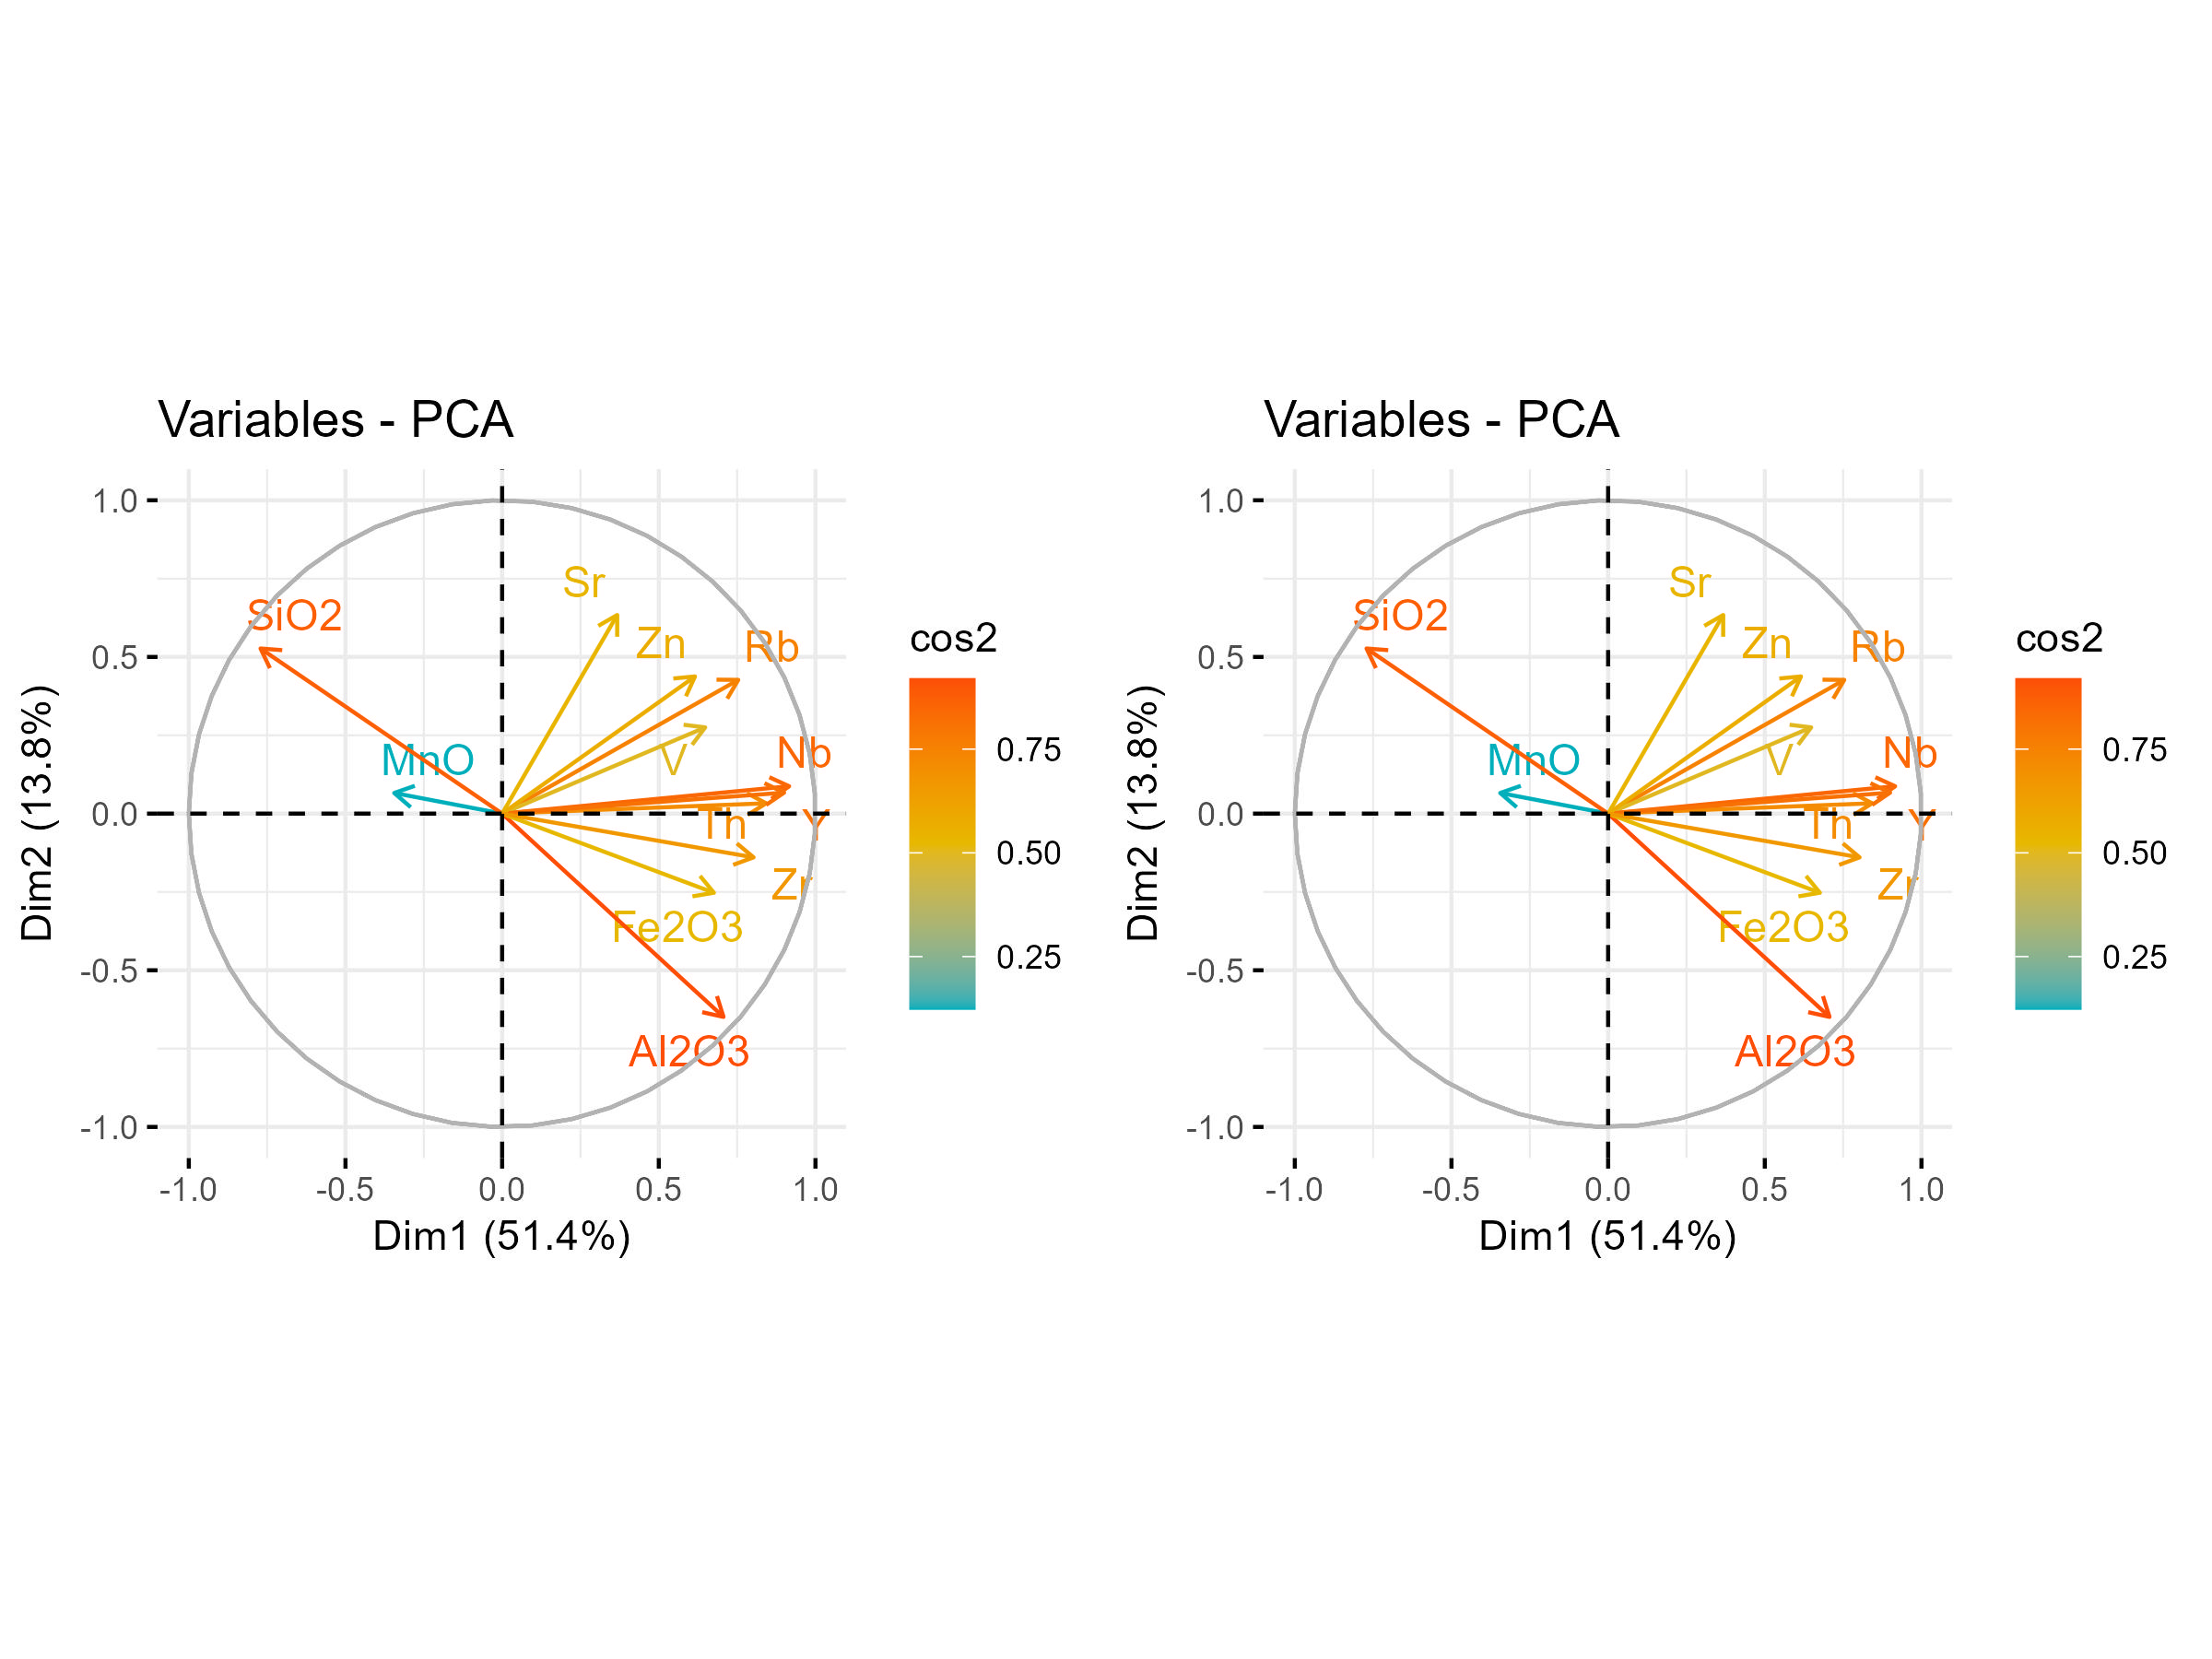 Variables - PCA
1.0
0.5
0.0
-0.5
-1.0
Dim2 (13.8%)
Sr
SiO2
Zn
Rb
MnO
V
Nb
Th
Y
Zr
Fe2O3
Al2O3
-1.0 -0.5 0.0 0.5 1.0
Dim1 (51.4%)
cos2
0.75
0.50
0.25
Variables - PCA
1.0
0.5
0.0
-0.5
-1.0
Dim2 (13.8%)
Sr
SiO2
Zn
Rb
MnO
V
Nb
Th
Y
Zr
Fe2O3
Al2O3
-1.0 -0.5 0.0 0.5 1.0
Dim1 (51.4%)
cos2
0.75
0.50
0.25